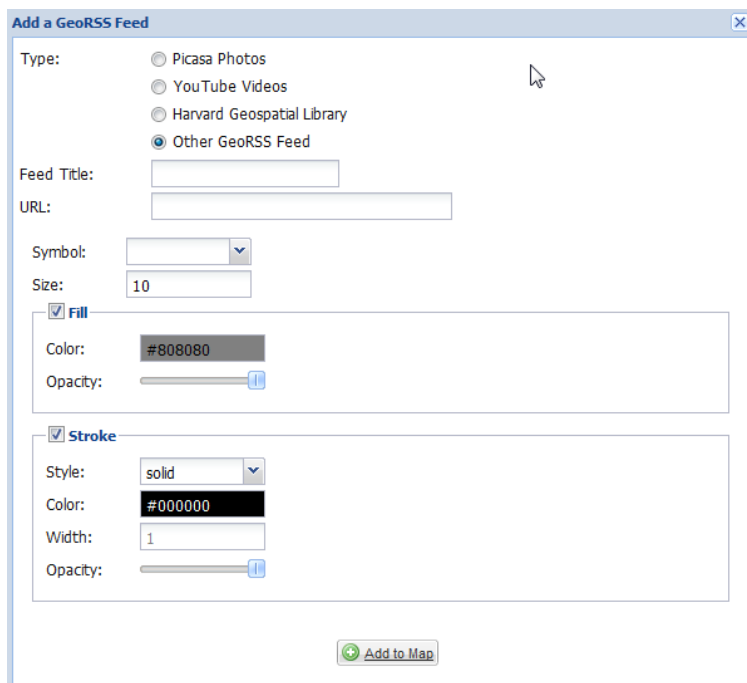 Add a GeoRSS Feed
Type:
Picasa Photos
YouTube Videos
Harvard Geospatial Library
Other GeoRSS Feed
Feed Title:
URL:
Symbol:
Size: 10
Fill
Color: #808080
Opacity:
Stroke
Style: solid
Color: #000000
Width: 1
Opacity:
Add to Map